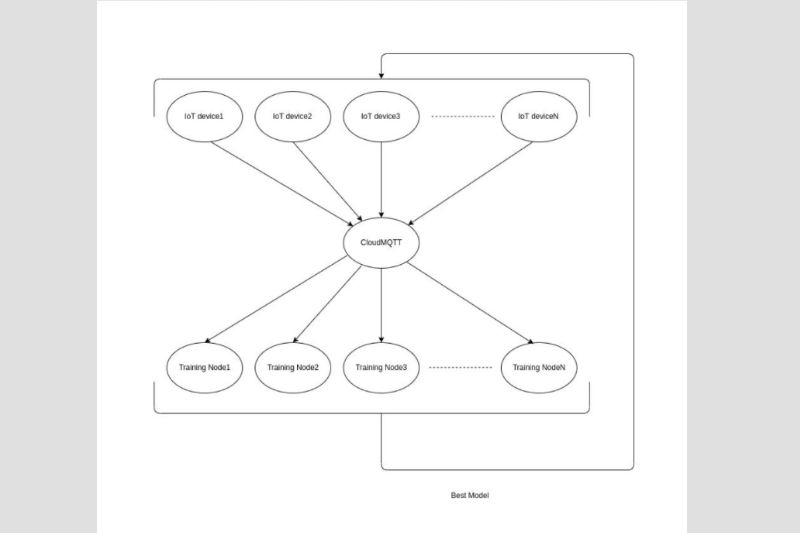 IoT device1
IoT device2
IoT device3
IoT deviceN
CloudMQTT
Training Node1
Training Node2
Training Node3
Training NodeN
Best Model